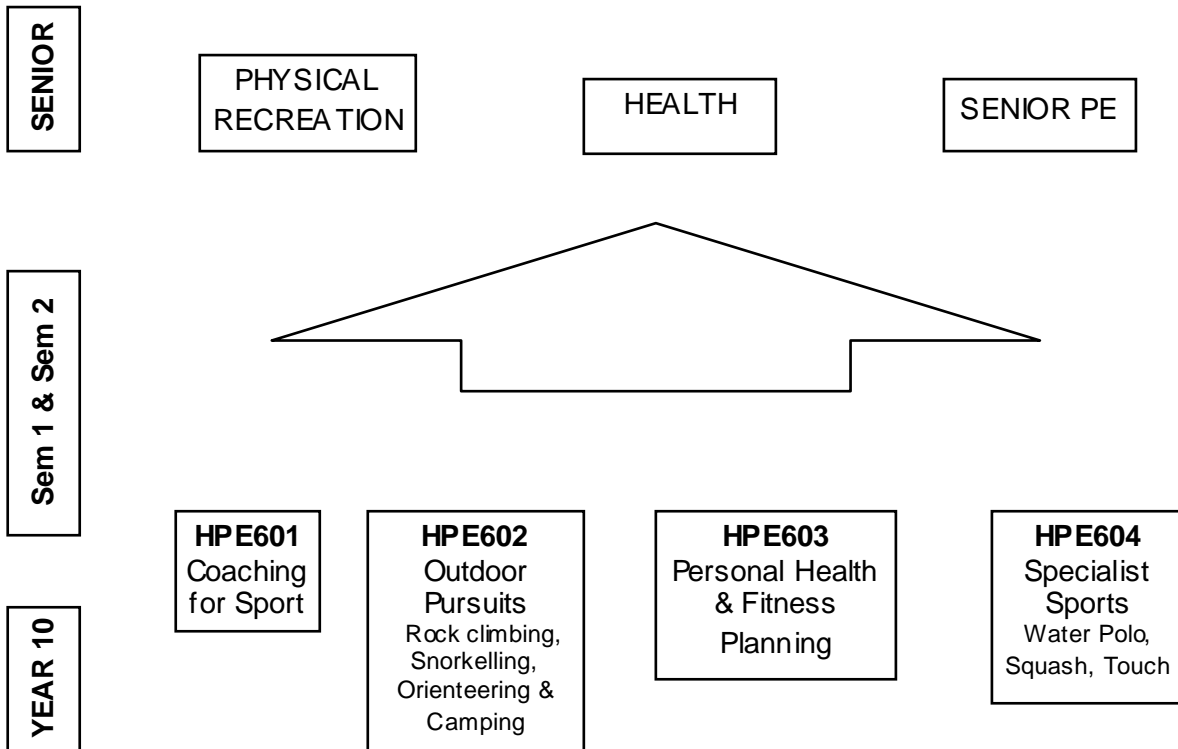 SENIOR
PHYSICAL
RECREATION
HEALTH
SENIOR PE
Sem 1 & Sem 2
YEAR 10
HPE601
Coaching
for Sport
HPE602
Outdoor
Pursuits
Rock climbing,
Snorkelling,
Orienteering &
Camping
HPE603
Personal Health
& Fitness
Planning
HPE604
Specialist
Sports
Water Polo,
Squash, Touch